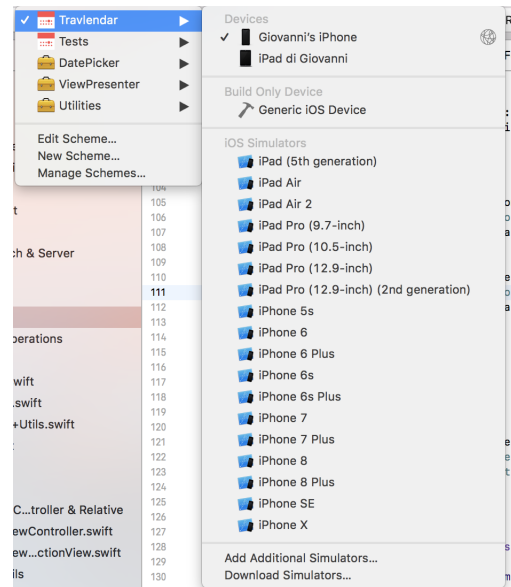 Travlendar
Tests
DatePicker
ViewPresenter
Utilities
Edit Scheme...
New Scheme...
Manage Schemes...
Devices
Giovanni's iPhone
iPad di Giovanni
Build Only Device
Generic iOS Device
iOS Simulators
iPad (5th generation)
iPad Air
iPad Air 2
iPad Pro (9.7-inch)
iPad Pro (10.5-inch)
iPad Pro (12.9-inch)
iPad Pro (12.9-inch) (2nd generation)
iPhone 5s
iPhone 6
iPhone 6 Plus
iPhone 6s
iPhone 6s Plus
iPhone 7
iPhone 7 Plus
iPhone 8
iPhone 8 Plus
iPhone SE
iPhone X
Add Additional Simulators...
Download Simulators...
t
ch & Server
perations
wift
.swift
+Utils.swift
C...troller & Relative
ewController.swift
ew...ctionView.swift
ils
104
105
106
107
108
109
110
111
112
113
114
115
116
117
118
119
120
121
122
123
124
125
126
127
128
129
130